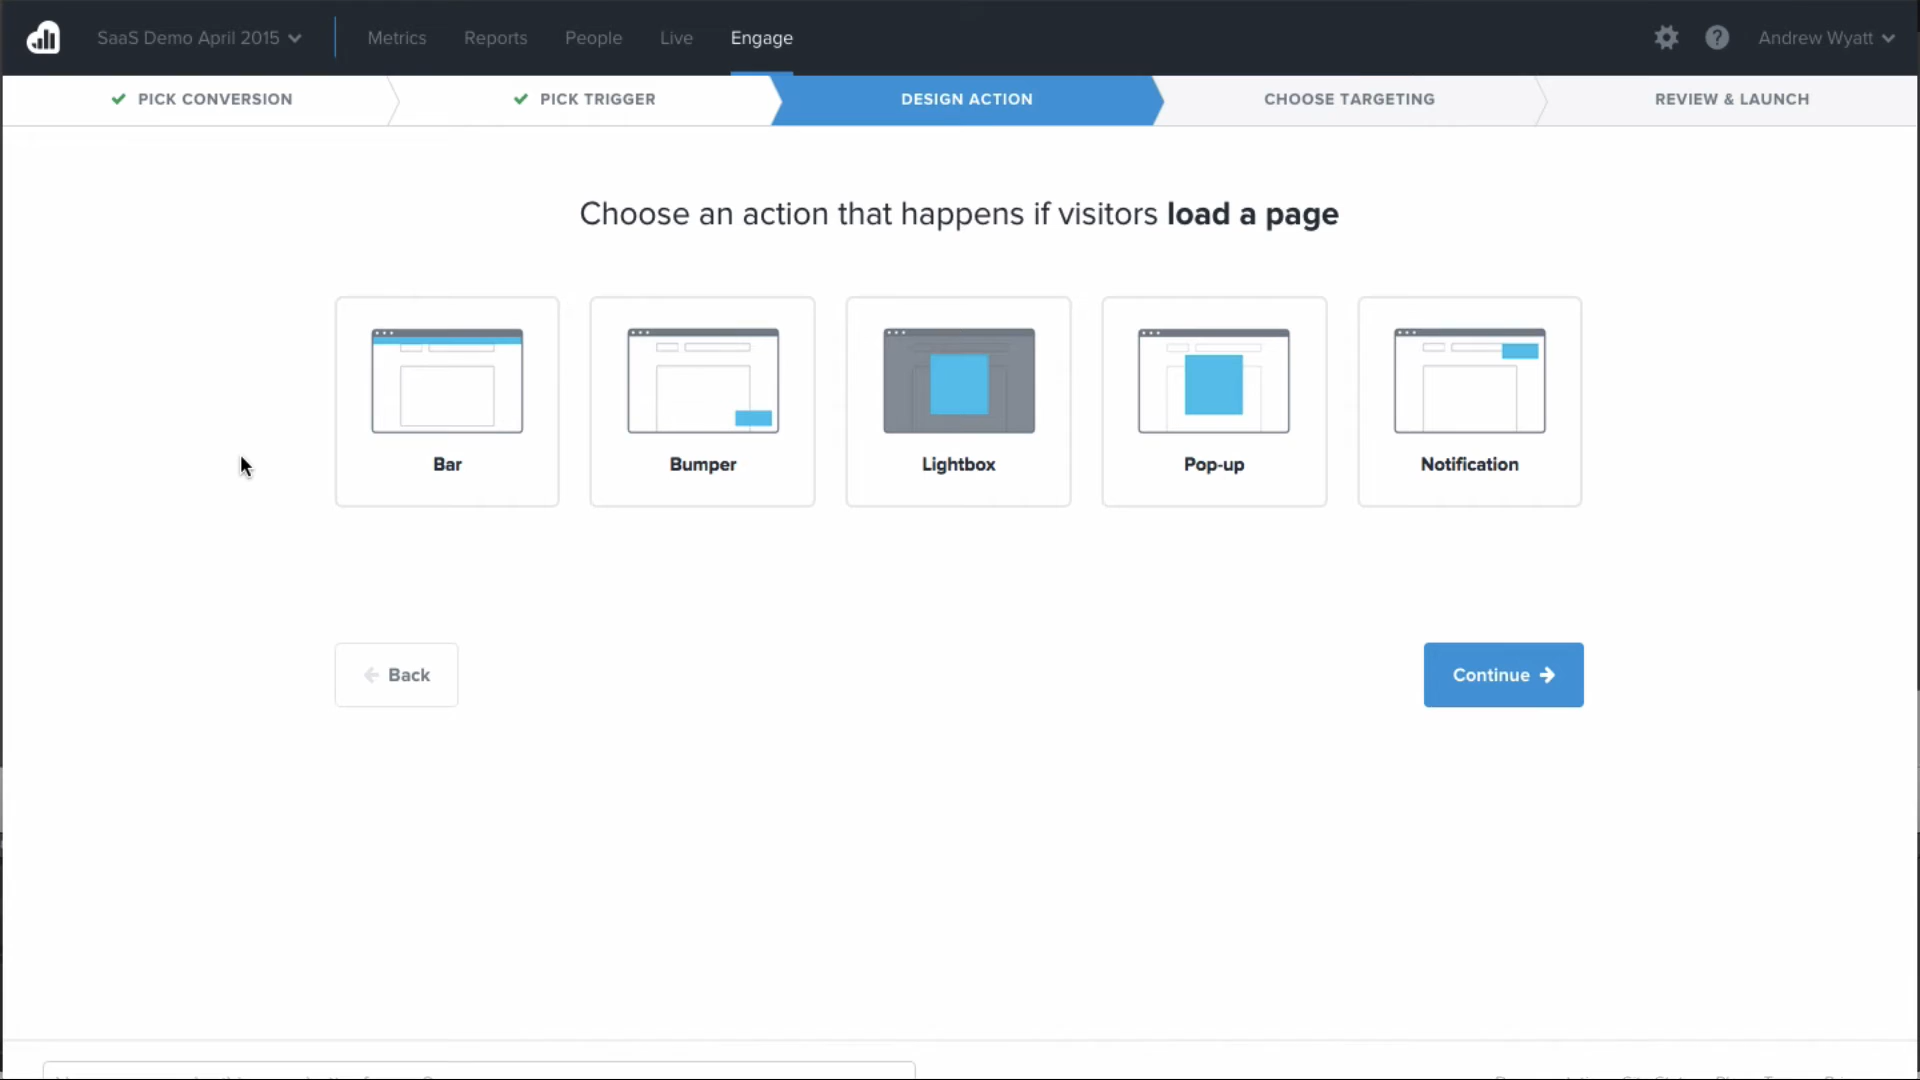 SaaS Demo April 2015 Metrics Reports People Live Engage ? Andrew Wyatt
PICK CONVERSION PICK TRIGGER DESIGN ACTION CHOOSE TARGETING REVIEW & LAUNCH
Choose an action that happens if visitors load a page
Bar Bumper Lightbox Pop-up Notification
Back Continue